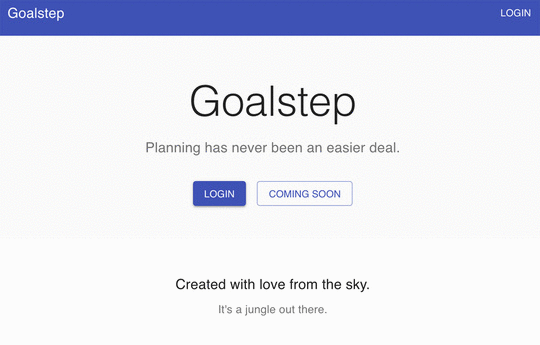 Goalstep LOGIN
Goalstep
Planning has never been an easier deal.
LOGIN COMING SOON
Created with love from the sky.
It's a jungle out there.